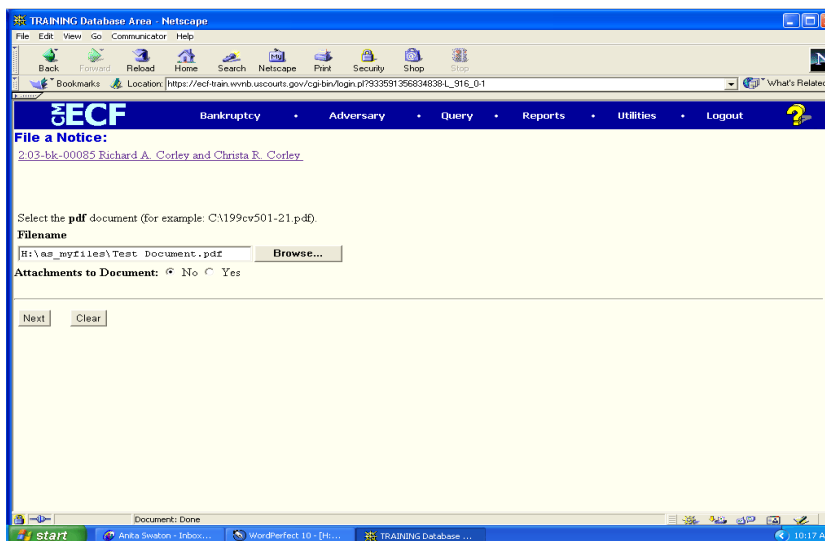 TRAINING Database Area - Netscape
File Edit View Go Communicator Help
Back Forward Reload Home Search Netscape Print Security Shop Stop
Bookmarks Location: https://ecf-train.wvnb.uscourts.gov/cgi-bin/login.pl?933591356834838-L_916_0-1 What's Related
CM ECF Bankruptcy • Adversary • Query • Reports • Utilities • Logout ?
File a Notice:
2:03-bk-00085 Richard A. Corley and Christa R. Corley
Select the pdf document (for example: C:\199cv501-21.pdf).
Filename
H:\as_myfiles\Test Document.pdf Browse...
Attachments to Document: No Yes
Next Clear
Document: Done
start Anita Swaton - Inbox... WordPerfect 10 - [H:... TRAINING Database ... 10:17 A